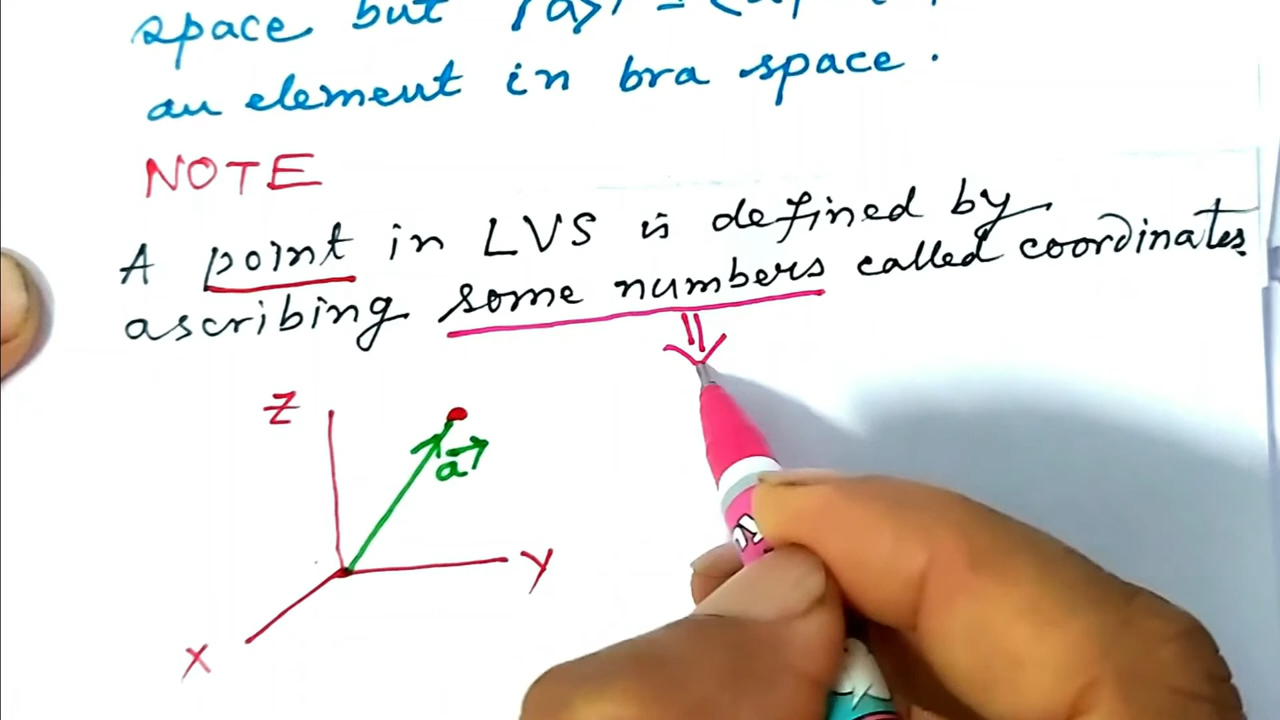 space but
an element in bra space.
NOTE
A point in LVS is defined by
ascribing some numbers called coordinates
Z
a
Y
X